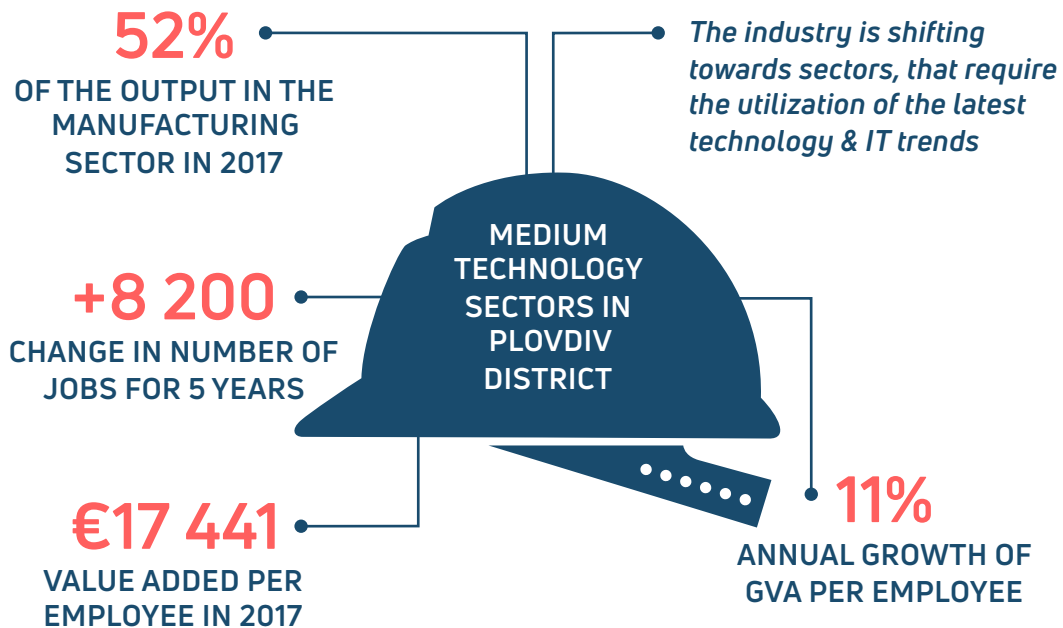 52%
OF THE OUTPUT IN THE
MANUFACTURING
SECTOR IN 2017
The industry is shifting
towards sectors, that require
the utilization of the latest
technology & IT trends
MEDIUM
TECHNOLOGY
SECTORS IN
PLOVDIV
DISTRICT
+8 200
CHANGE IN NUMBER OF
JOBS FOR 5 YEARS
€17 441
VALUE ADDED PER
EMPLOYEE IN 2017
11%
ANNUAL GROWTH OF
GVA PER EMPLOYEE